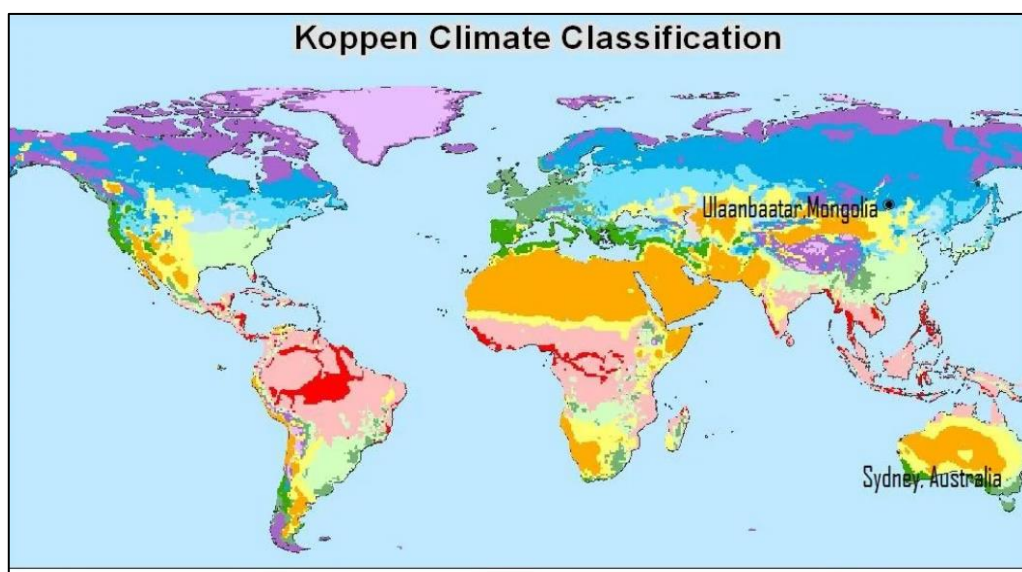 Koppen Climate Classification
Ulaanbaatar,Mongolia
Sydney, Australia